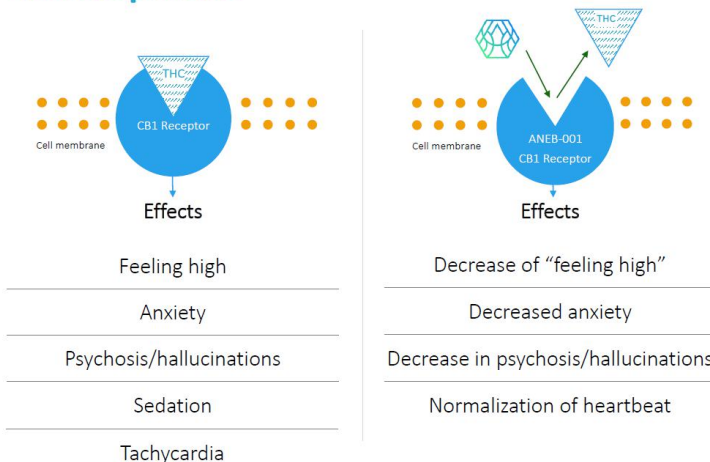 THC
CB1 Receptor
Cell membrane
Effects
Feeling high
Anxiety
Psychosis/hallucinations
Sedation
Tachycardia
THC
ANEB-001
CB1 Receptor
Cell membrane
Effects
Decrease of “feeling high”
Decreased anxiety
Decrease in psychosis/hallucinations
Normalization of heartbeat